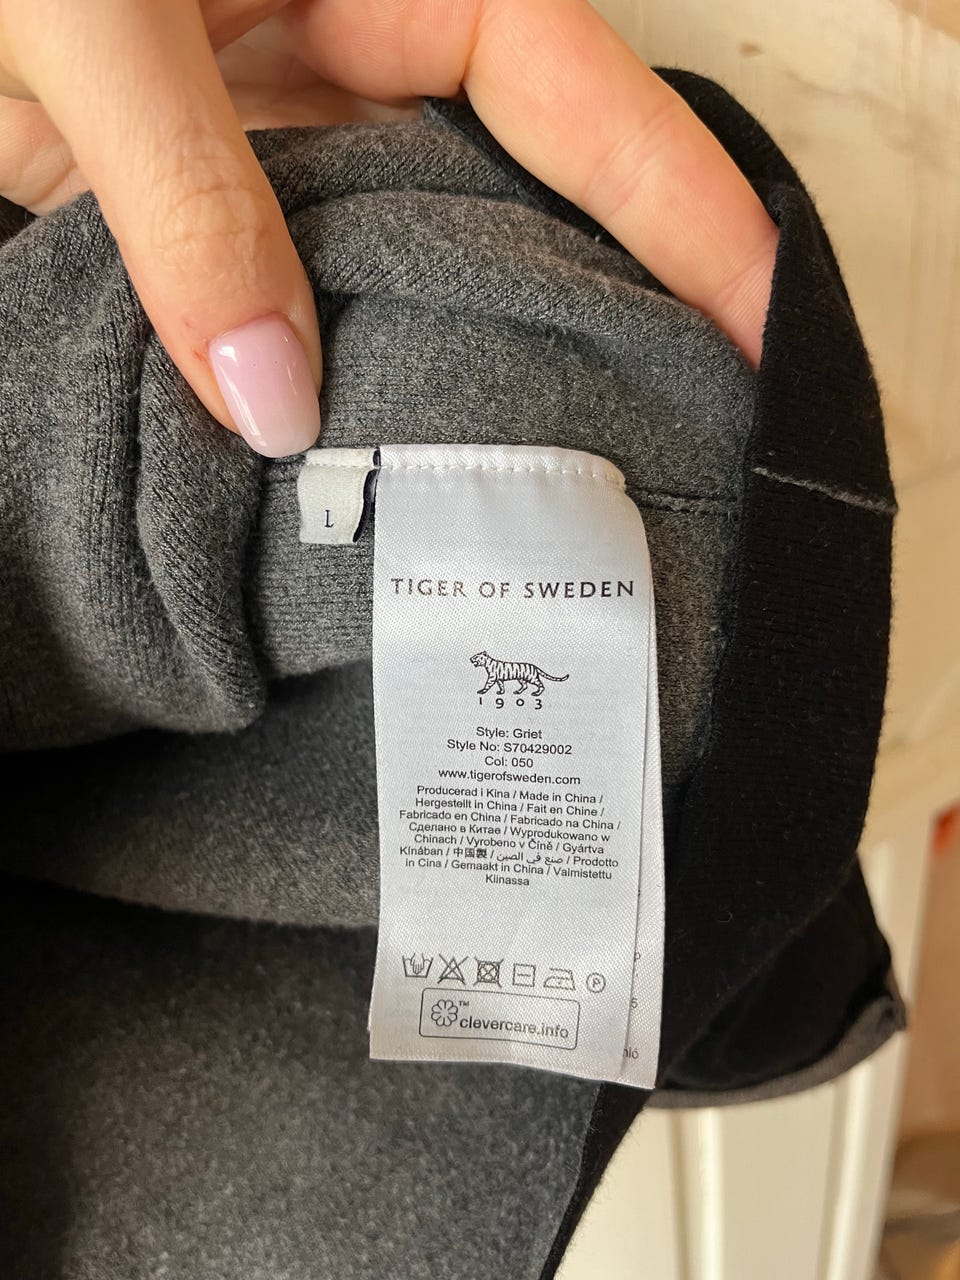 L
TIGER OF SWEDEN
1903
Style: Griet
Style No: S70429002
Col: 050
www.tigerofsweden.com
Producerad i Kina / Made in China /
Hergestellt in China / Fait en Chine /
Fabricado en China / Fabricado na China /
Сделано в Китае / Wyprodukowano w
Chinach / Vyrobeno v Číně / Gyártva
Kínában / 中国製 / صنع في الصين / Prodotto
in Cina / Gemaakt in China / Valmistettu
Kiinassa
P
™
clevercare.info